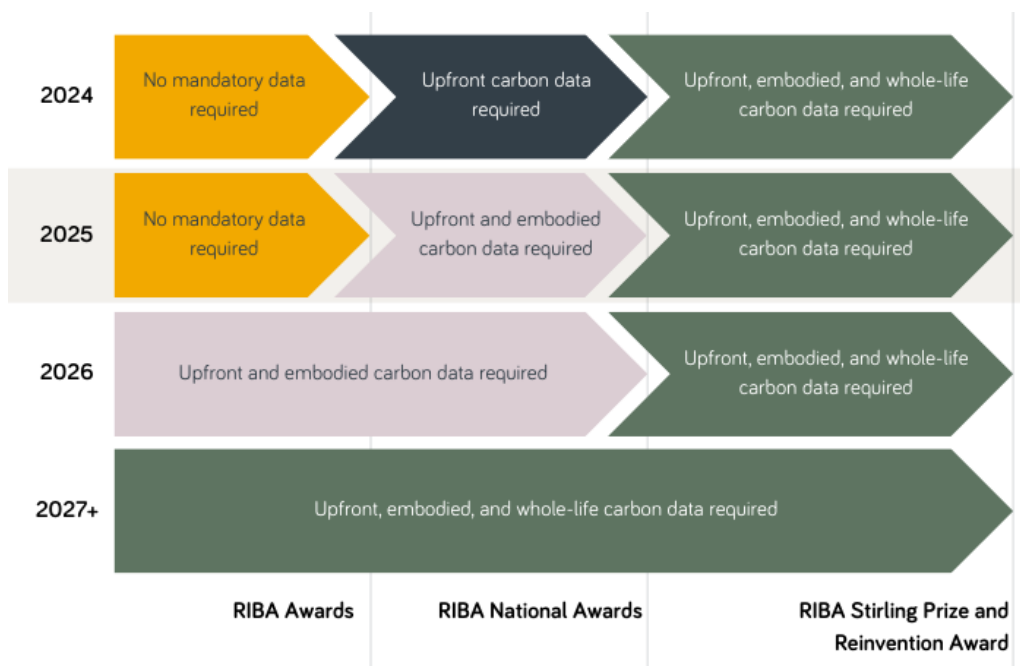 2024
No mandatory data
required
Upfront carbon data
required
Upfront, embodied, and whole-life
carbon data required
2025
No mandatory data
required
Upfront and embodied
carbon data required
Upfront, embodied, and whole-life
carbon data required
2026
Upfront and embodied carbon data required
Upfront, embodied, and whole-life
carbon data required
2027+
Upfront, embodied, and whole-life carbon data required
RIBA Awards
RIBA National Awards
RIBA Stirling Prize and
Reinvention Award